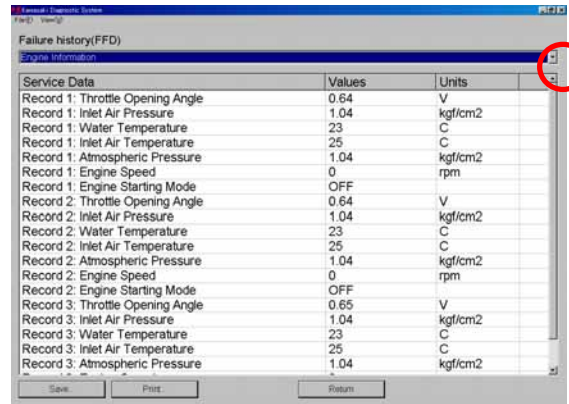 Kawasaki Diagnostic System
File(F) View(V)
Failure history(FFD)
Engine Information
Service Data Values Units
Record 1: Throttle Opening Angle 0.64 V
Record 1: Inlet Air Pressure 1.04 kgf/cm2
Record 1: Water Temperature 23 C
Record 1: Inlet Air Temperature 25 C
Record 1: Atmospheric Pressure 1.04 kgf/cm2
Record 1: Engine Speed 0 rpm
Record 1: Engine Starting Mode OFF
Record 2: Throttle Opening Angle 0.64 V
Record 2: Inlet Air Pressure 1.04 kgf/cm2
Record 2: Water Temperature 23 C
Record 2: Inlet Air Temperature 25 C
Record 2: Atmospheric Pressure 1.04 kgf/cm2
Record 2: Engine Speed 0 rpm
Record 2: Engine Starting Mode OFF
Record 3: Throttle Opening Angle 0.65 V
Record 3: Inlet Air Pressure 1.04 kgf/cm2
Record 3: Water Temperature 23 C
Record 3: Inlet Air Temperature 25 C
Record 3: Atmospheric Pressure 1.04 kgf/cm2
Save.. Print.. Return